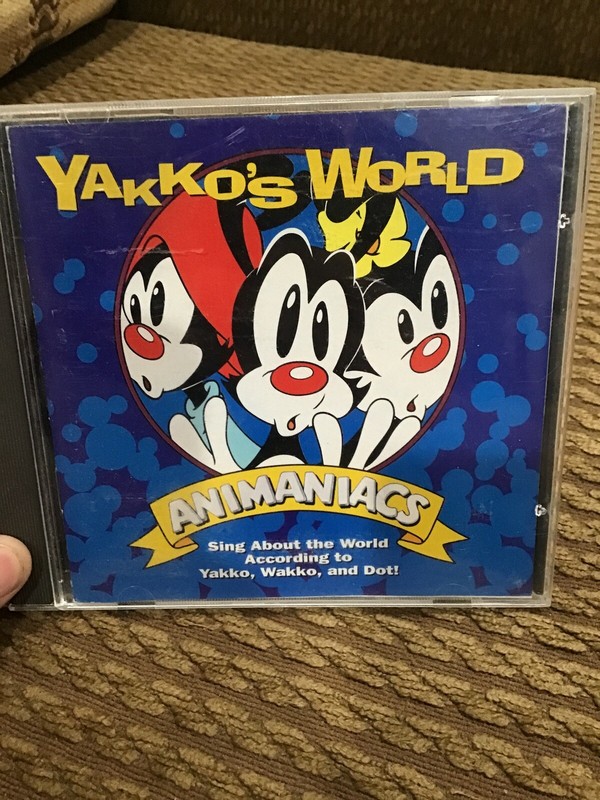 YAKKO'S WORLD
ANIMANIACS
Sing About the World
According to
Yakko, Wakko, and Dot!